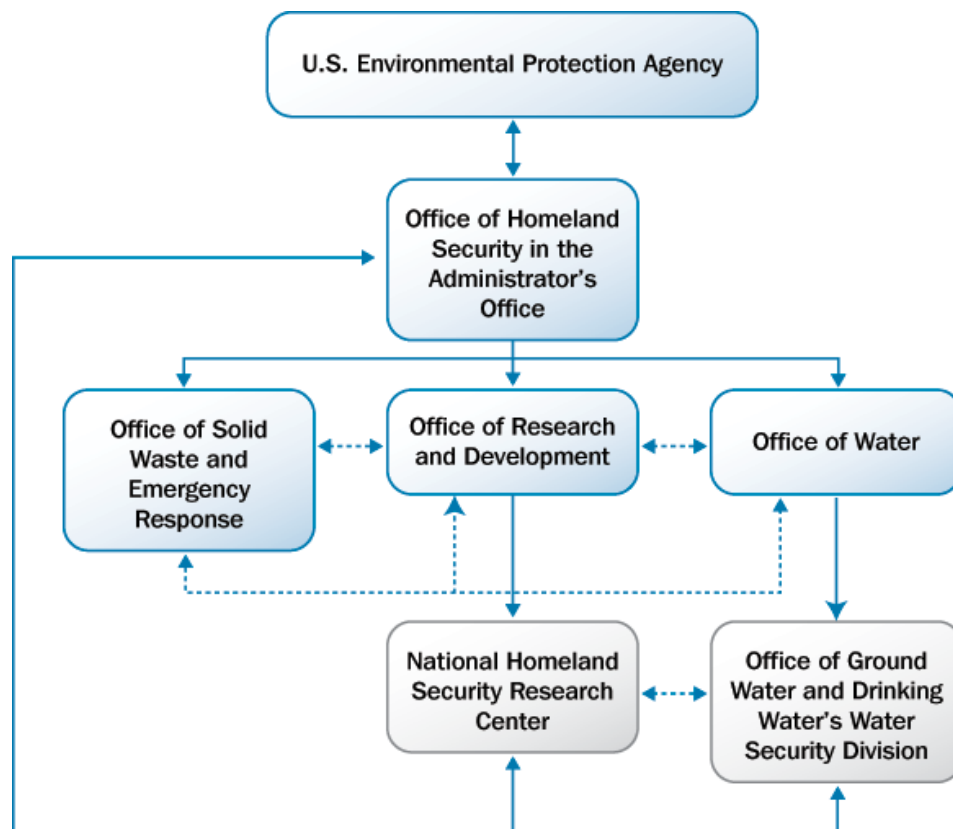 U.S. Environmental Protection Agency
Office of Homeland
Security in the
Administrator’s
Office
Office of Solid
Waste and
Emergency
Response
Office of Research
and Development
Office of Water
National Homeland
Security Research
Center
Office of Ground
Water and Drinking
Water’s Water
Security Division